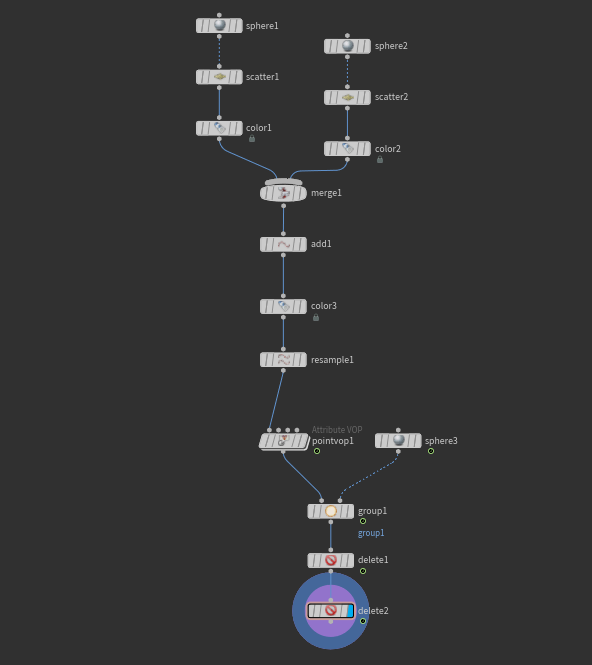 sphere1
sphere2
scatter1
scatter2
color1
color2
merge1
add1
color3
resample1
Attribute VOP
pointvop1
sphere3
group1
group1
delete1
delete2